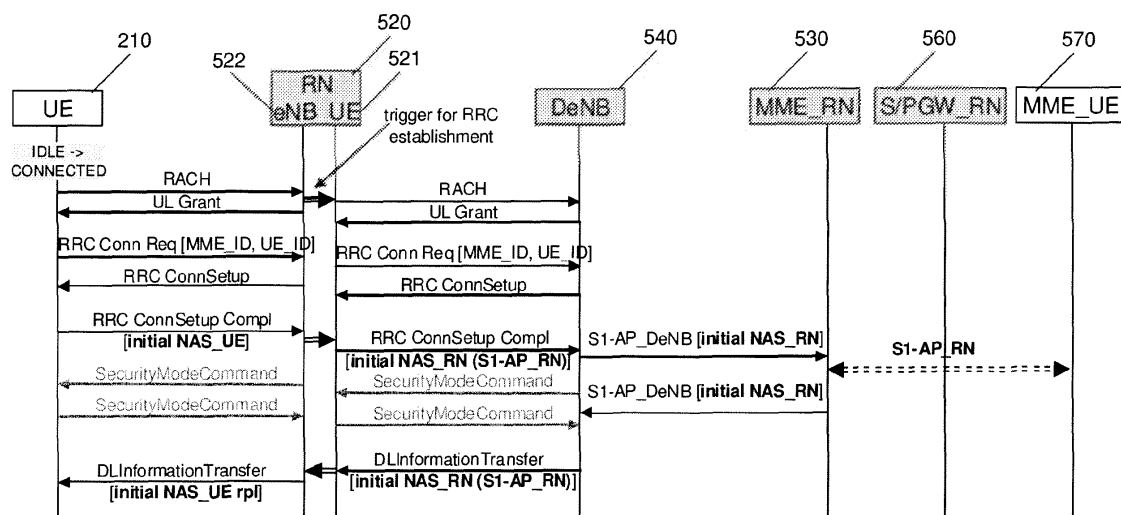 210
522
520
521
540
530
560
570
UE
RN
eNB_UE
DeNB
MME_RN
S/PGW_RN
MME_UE
trigger for RRC
establishment
IDLE ->
CONNECTED
RACH
RACH
UL Grant
UL Grant
RRC Conn Req [MME_ID, UE_ID]
RRC Conn Req [MME_ID, UE_ID]
RRC ConnSetup
RRC ConnSetup
RRC ConnSetup Compl
[initial NAS_UE]
RRC ConnSetup Compl
[initial NAS_RN (S1-AP_RN)]
S1-AP_DeNB [initial NAS_RN]
S1-AP_RN
SecurityModeCommand
SecurityModeCommand
S1-AP_DeNB [initial NAS_RN]
SecurityModeCommand
SecurityModeCommand
DLInformationTransfer
[initial NAS_UE rpl]
DLInformationTransfer
[initial NAS_RN (S1-AP_RN)]